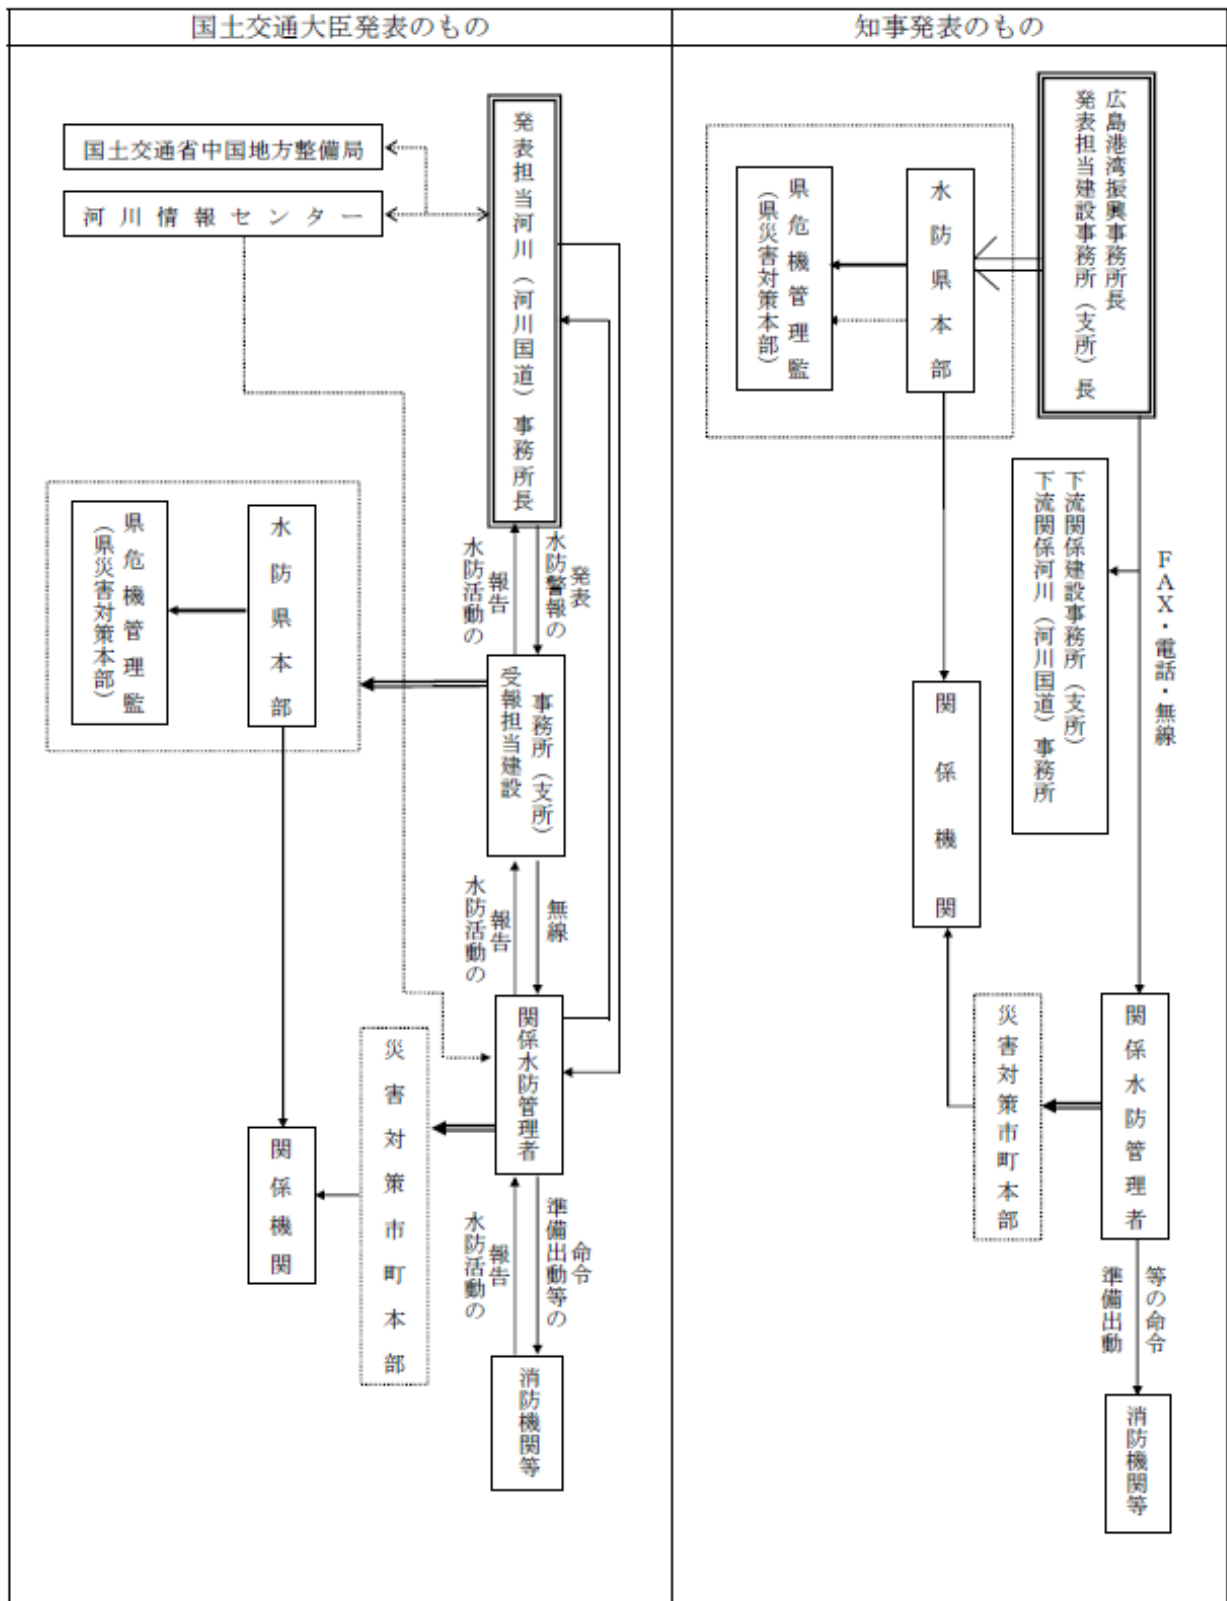 国土交通大臣発表のもの
国土交通省中国地方整備局
河川情報センター
発表担当河川（河川国道）事務所長
水防警報の
発表
水防活動の
報告
水防県本部
県危機管理監
（県災害対策本部）
受報担当建設
事務所（支所）
無線
水防活動の
報告
関係水防管理者
災害対策市町本部
関係機関
準備出動等の
命令
水防活動の
報告
消防機関等
知事発表のもの
広島港湾振興事務所長
発表担当建設事務所（支所）長
水防県本部
県危機管理監
（県災害対策本部）
下流関係建設事務所（支所）
下流関係河川（河川国道）事務所
FAX・電話・無線
関係機関
関係水防管理者
災害対策市町本部
準備出動
等の命令
消防機関等